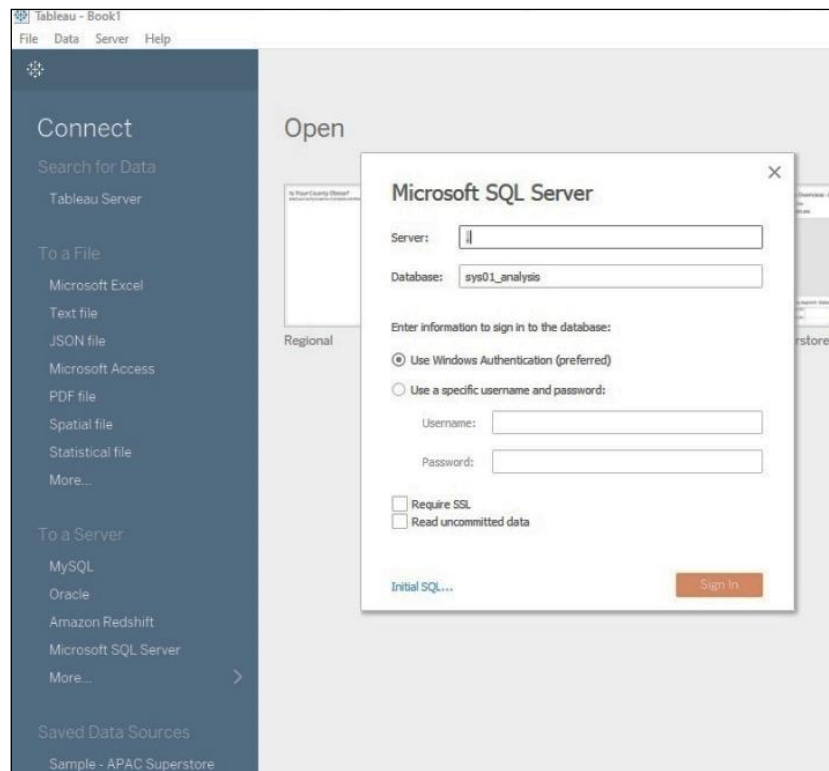 Tableau - Book1
File Data Server Help
Connect
Search for Data
Tableau Server
To a File
Microsoft Excel
Text file
JSON file
Microsoft Access
PDF file
Spatial file
Statistical file
More...
To a Server
MySQL
Oracle
Amazon Redshift
Microsoft SQL Server
More...
Saved Data Sources
Sample - APAC Superstore
Open
Regional
rstore
Microsoft SQL Server
Server: .
Database: sys01_analysis
Enter information to sign in to the database:
Use Windows Authentication (preferred)
Use a specific username and password:
Username:
Password:
Require SSL
Read uncommitted data
Initial SQL...
Sign In